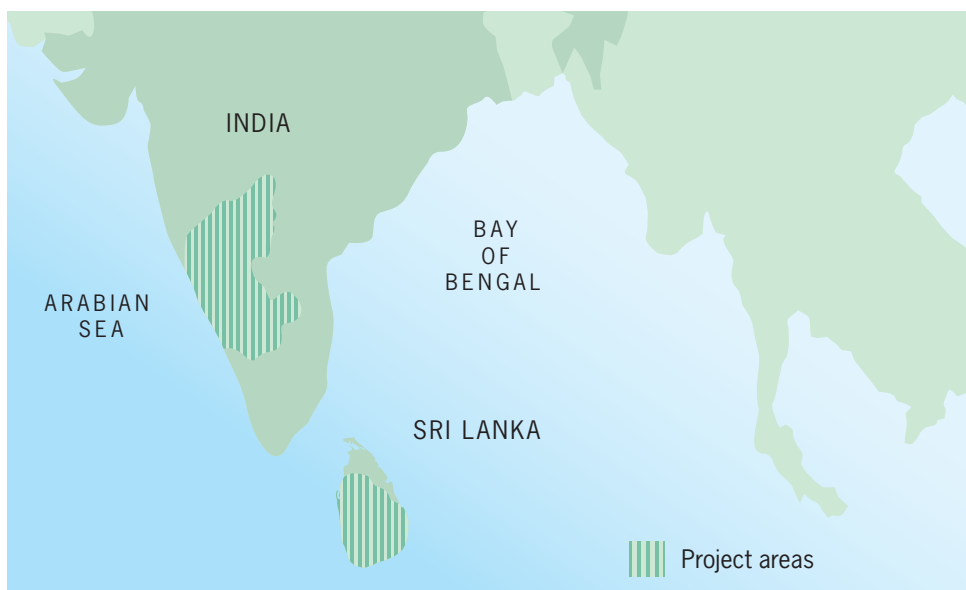 INDIA
BAY
OF
BENGAL
ARABIAN
SEA
SRI LANKA
Project areas